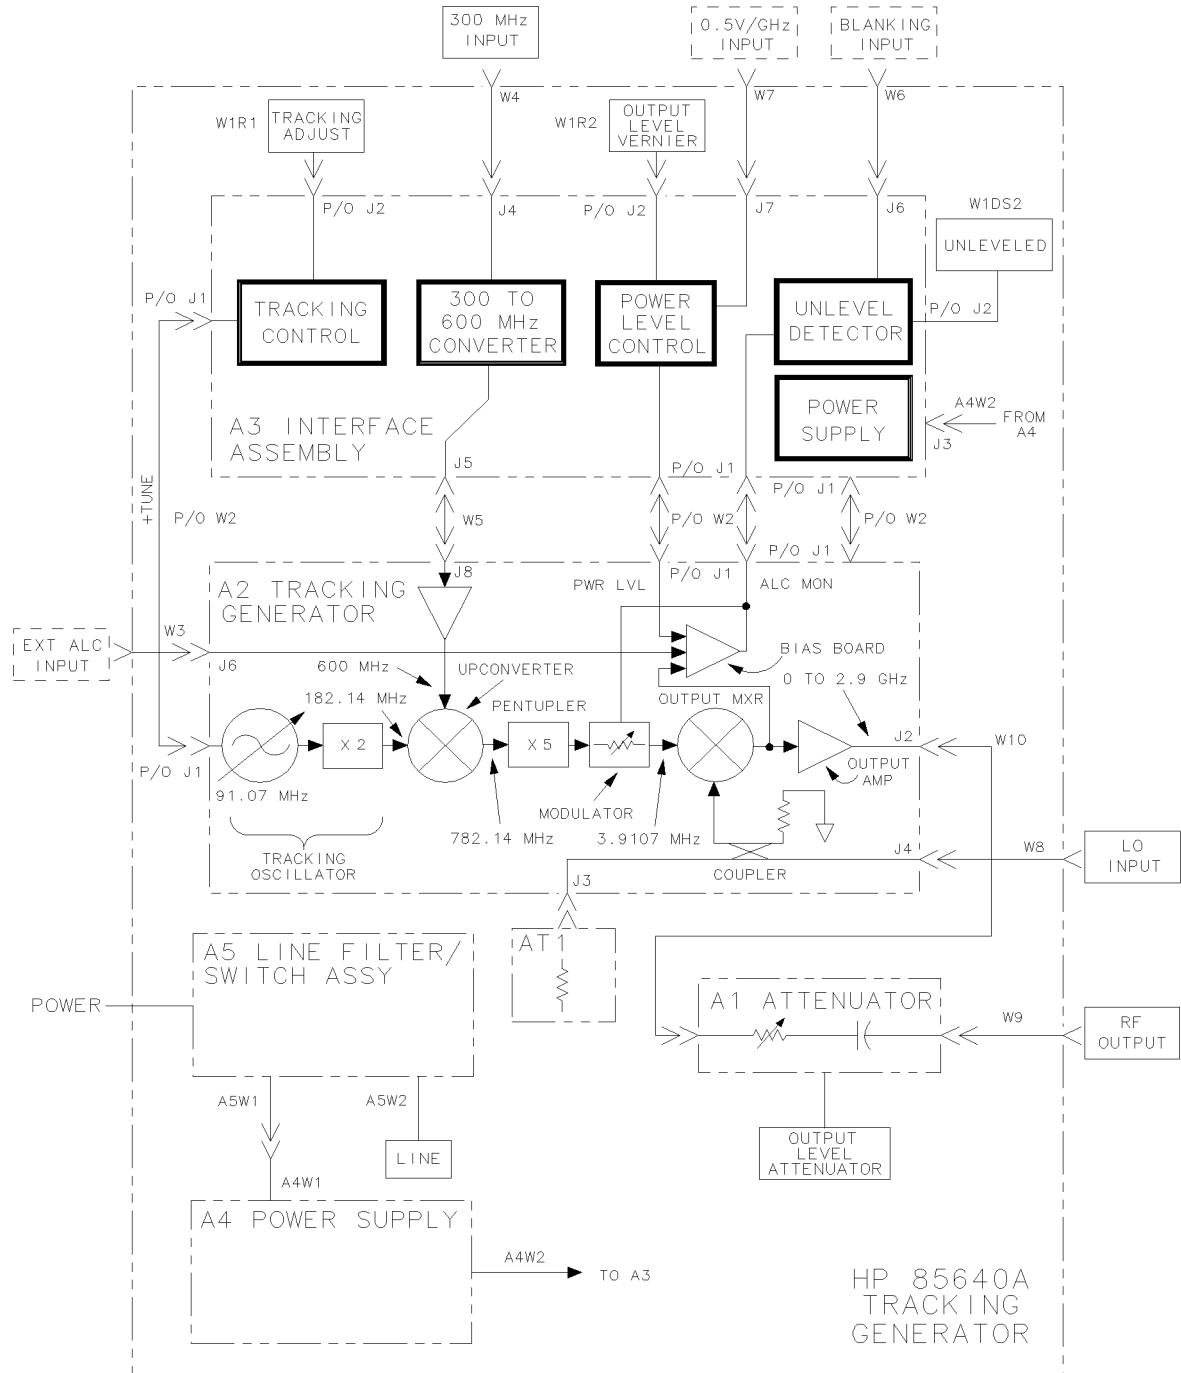 300 MHz
INPUT
0.5V/GHz
INPUT
BLANKING
INPUT
W4
W7
W6
W1R1
TRACKING
ADJUST
W1R2
OUTPUT
LEVEL
VERNIER
P/O J2
J4
P/O J2
J7
J6
W1DS2
UNLEVELED
P/O J1
TRACKING
CONTROL
300 TO
600 MHz
CONVERTER
POWER
LEVEL
CONTROL
UNLEVEL
DETECTOR
P/O J2
POWER
SUPPLY
A4W2
FROM
A4
J3
A3 INTERFACE
ASSEMBLY
J5
P/O J1
P/O J1
+TUNE
P/O W2
W5
P/O W2
P/O W2
P/O J1
J8
P/O J1
PWR LVL
ALC MON
A2 TRACKING
GENERATOR
EXT ALC
INPUT
W3
J6
600 MHz
UPCONVERTER
BIAS BOARD
0 TO 2.9 GHz
182.14 MHz
PENTUPLER
OUTPUT MXR
X 2
X 5
J2
W10
P/O J1
91.07 MHz
OUTPUT
AMP
MODULATOR
782.14 MHz
3.9107 MHz
TRACKING
OSCILLATOR
COUPLER
J4
W8
LO
INPUT
J3
AT1
A5 LINE FILTER/
SWITCH ASSY
POWER
A1 ATTENUATOR
W9
RF
OUTPUT
A5W1
A5W2
LINE
OUTPUT
LEVEL
ATTENUATOR
A4W1
A4 POWER SUPPLY
A4W2
TO A3
HP 85640A
TRACKING
GENERATOR